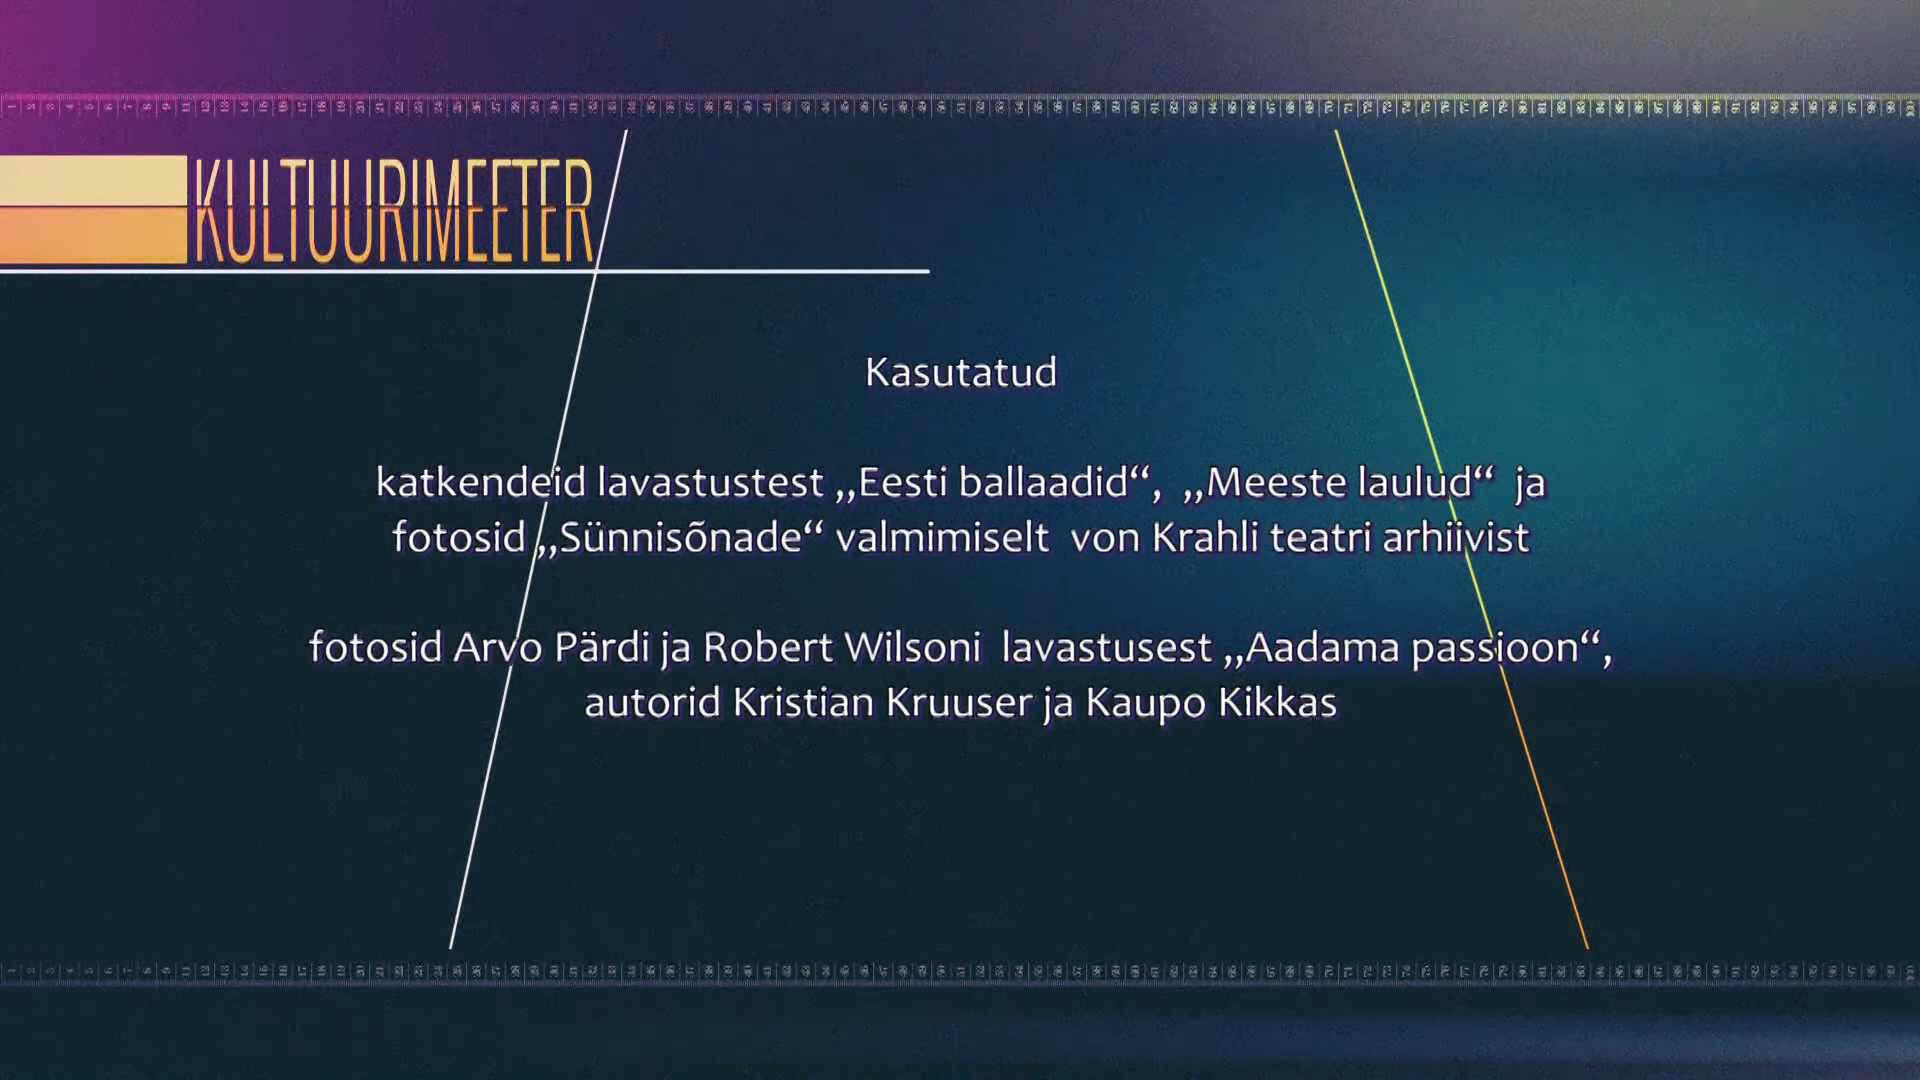 KULTUURIMEETER
Kasutatud
katkendeid lavastustest „Eesti ballaadid“, „Meeste laulud“ ja
fotosid „Sünnisõnade“ valmimiselt von Krahli teatri arhiivist
fotosid Arvo Pärdi ja Robert Wilsoni lavastusest „Aadama passioon“,
autorid Kristian Kruuser ja Kaupo Kikkas